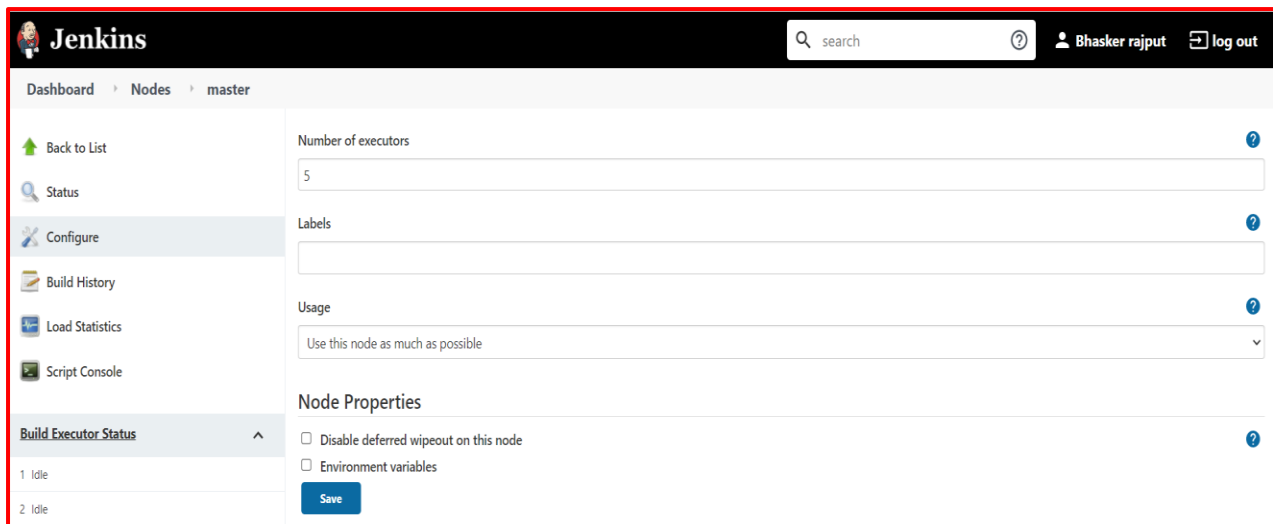 Jenkins
search
Bhasker rajput
log out
Dashboard
Nodes
master
Back to List
Status
Configure
Build History
Load Statistics
Script Console
Build Executor Status
1 Idle
2 Idle
Number of executors
5
Labels
Usage
Use this node as much as possible
Node Properties
Disable deferred wipeout on this node
Environment variables
Save